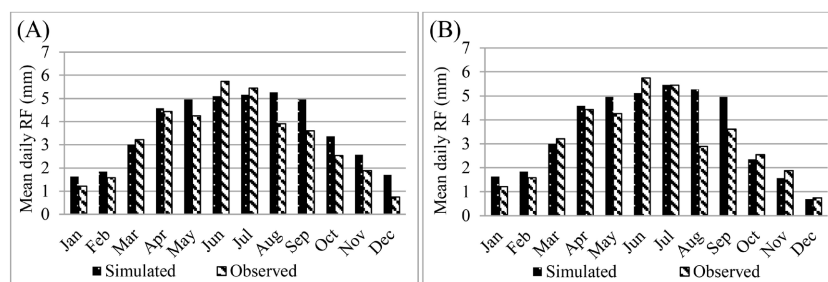 (A)
Mean daily RF (mm)
7
6
5
4
3
2
1
0
Jan Feb Mar Apr May Jun Jul Aug Sep Oct Nov Dec
Simulated Observed
(B)
Mean daily RF (mm)
7
6
5
4
3
2
1
0
Jan Feb Mar Apr May Jun Jul Aug Sep Oct Nov Dec
Simulated Observed